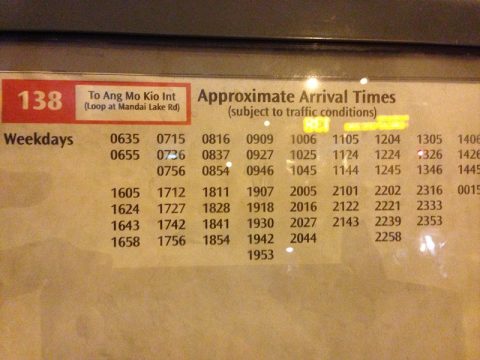 138 To Ang Mo Kio Int
(Loop at Mandai Lake Rd)
Approximate Arrival Times
(subject to traffic conditions)
Weekdays 0635 0715 0816 0909 1006 1105 1204 1305 1406
0655 0736 0837 0927 1025 1124 1224 1326 1426
0756 0854 0946 1045 1144 1245 1346 1445
1605 1712 1811 1907 2005 2101 2202 2316 0015
1624 1727 1828 1918 2016 2122 2221 2333
1643 1742 1841 1930 2027 2143 2239 2353
1658 1756 1854 1942 2044 2258
1953